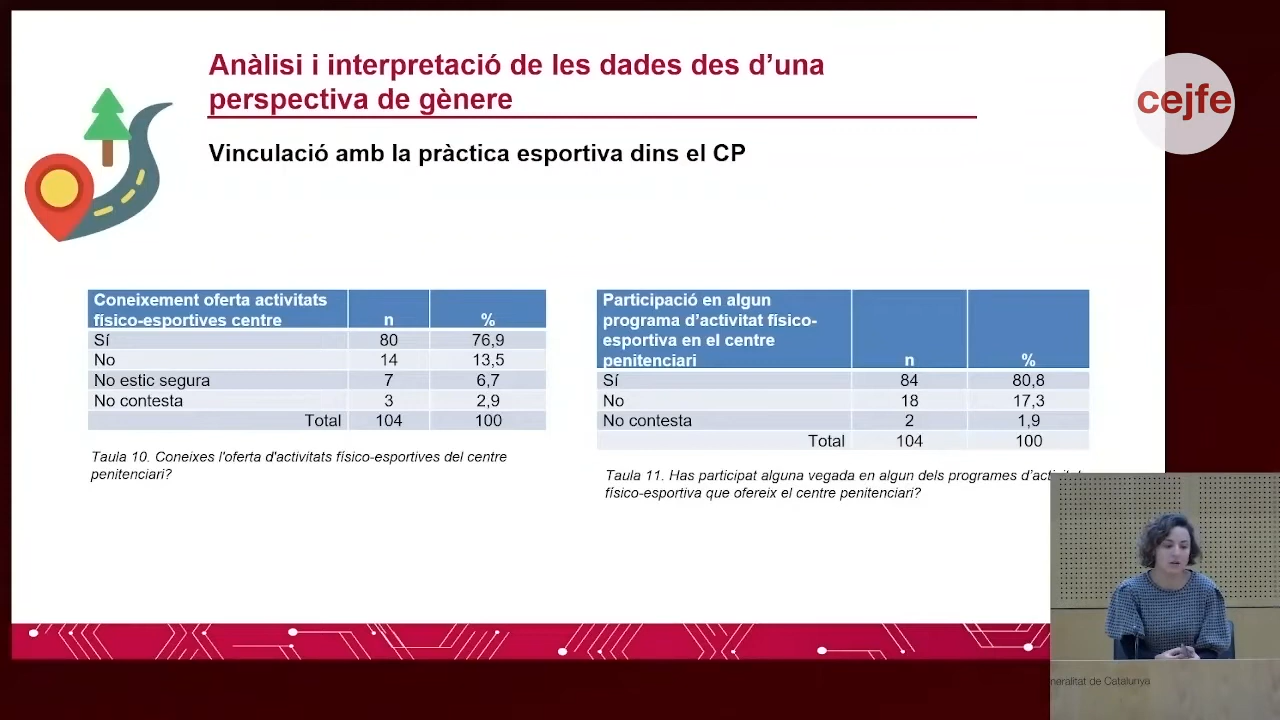 Anàlisi i interpretació de les dades des d'una
perspectiva de gènere
cejfe
Vinculació amb la pràctica esportiva dins el CP
Coneixement oferta activitats
físico-esportives centre n %
Sí 80 76,9
No 14 13,5
No estic segura 7 6,7
No contesta 3 2,9
Total 104 100
Taula 10. Coneixes l'oferta d'activitats físico-esportives del centre
penitenciari?
Participació en algun
programa d'activitat físico-
esportiva en el centre
penitenciari n %
Sí 84 80,8
No 18 17,3
No contesta 2 1,9
Total 104 100
Taula 11. Has participat alguna vegada en algun dels programes d'activitat
físico-esportiva que ofereix el centre penitenciari?
neralitat de Catalunya